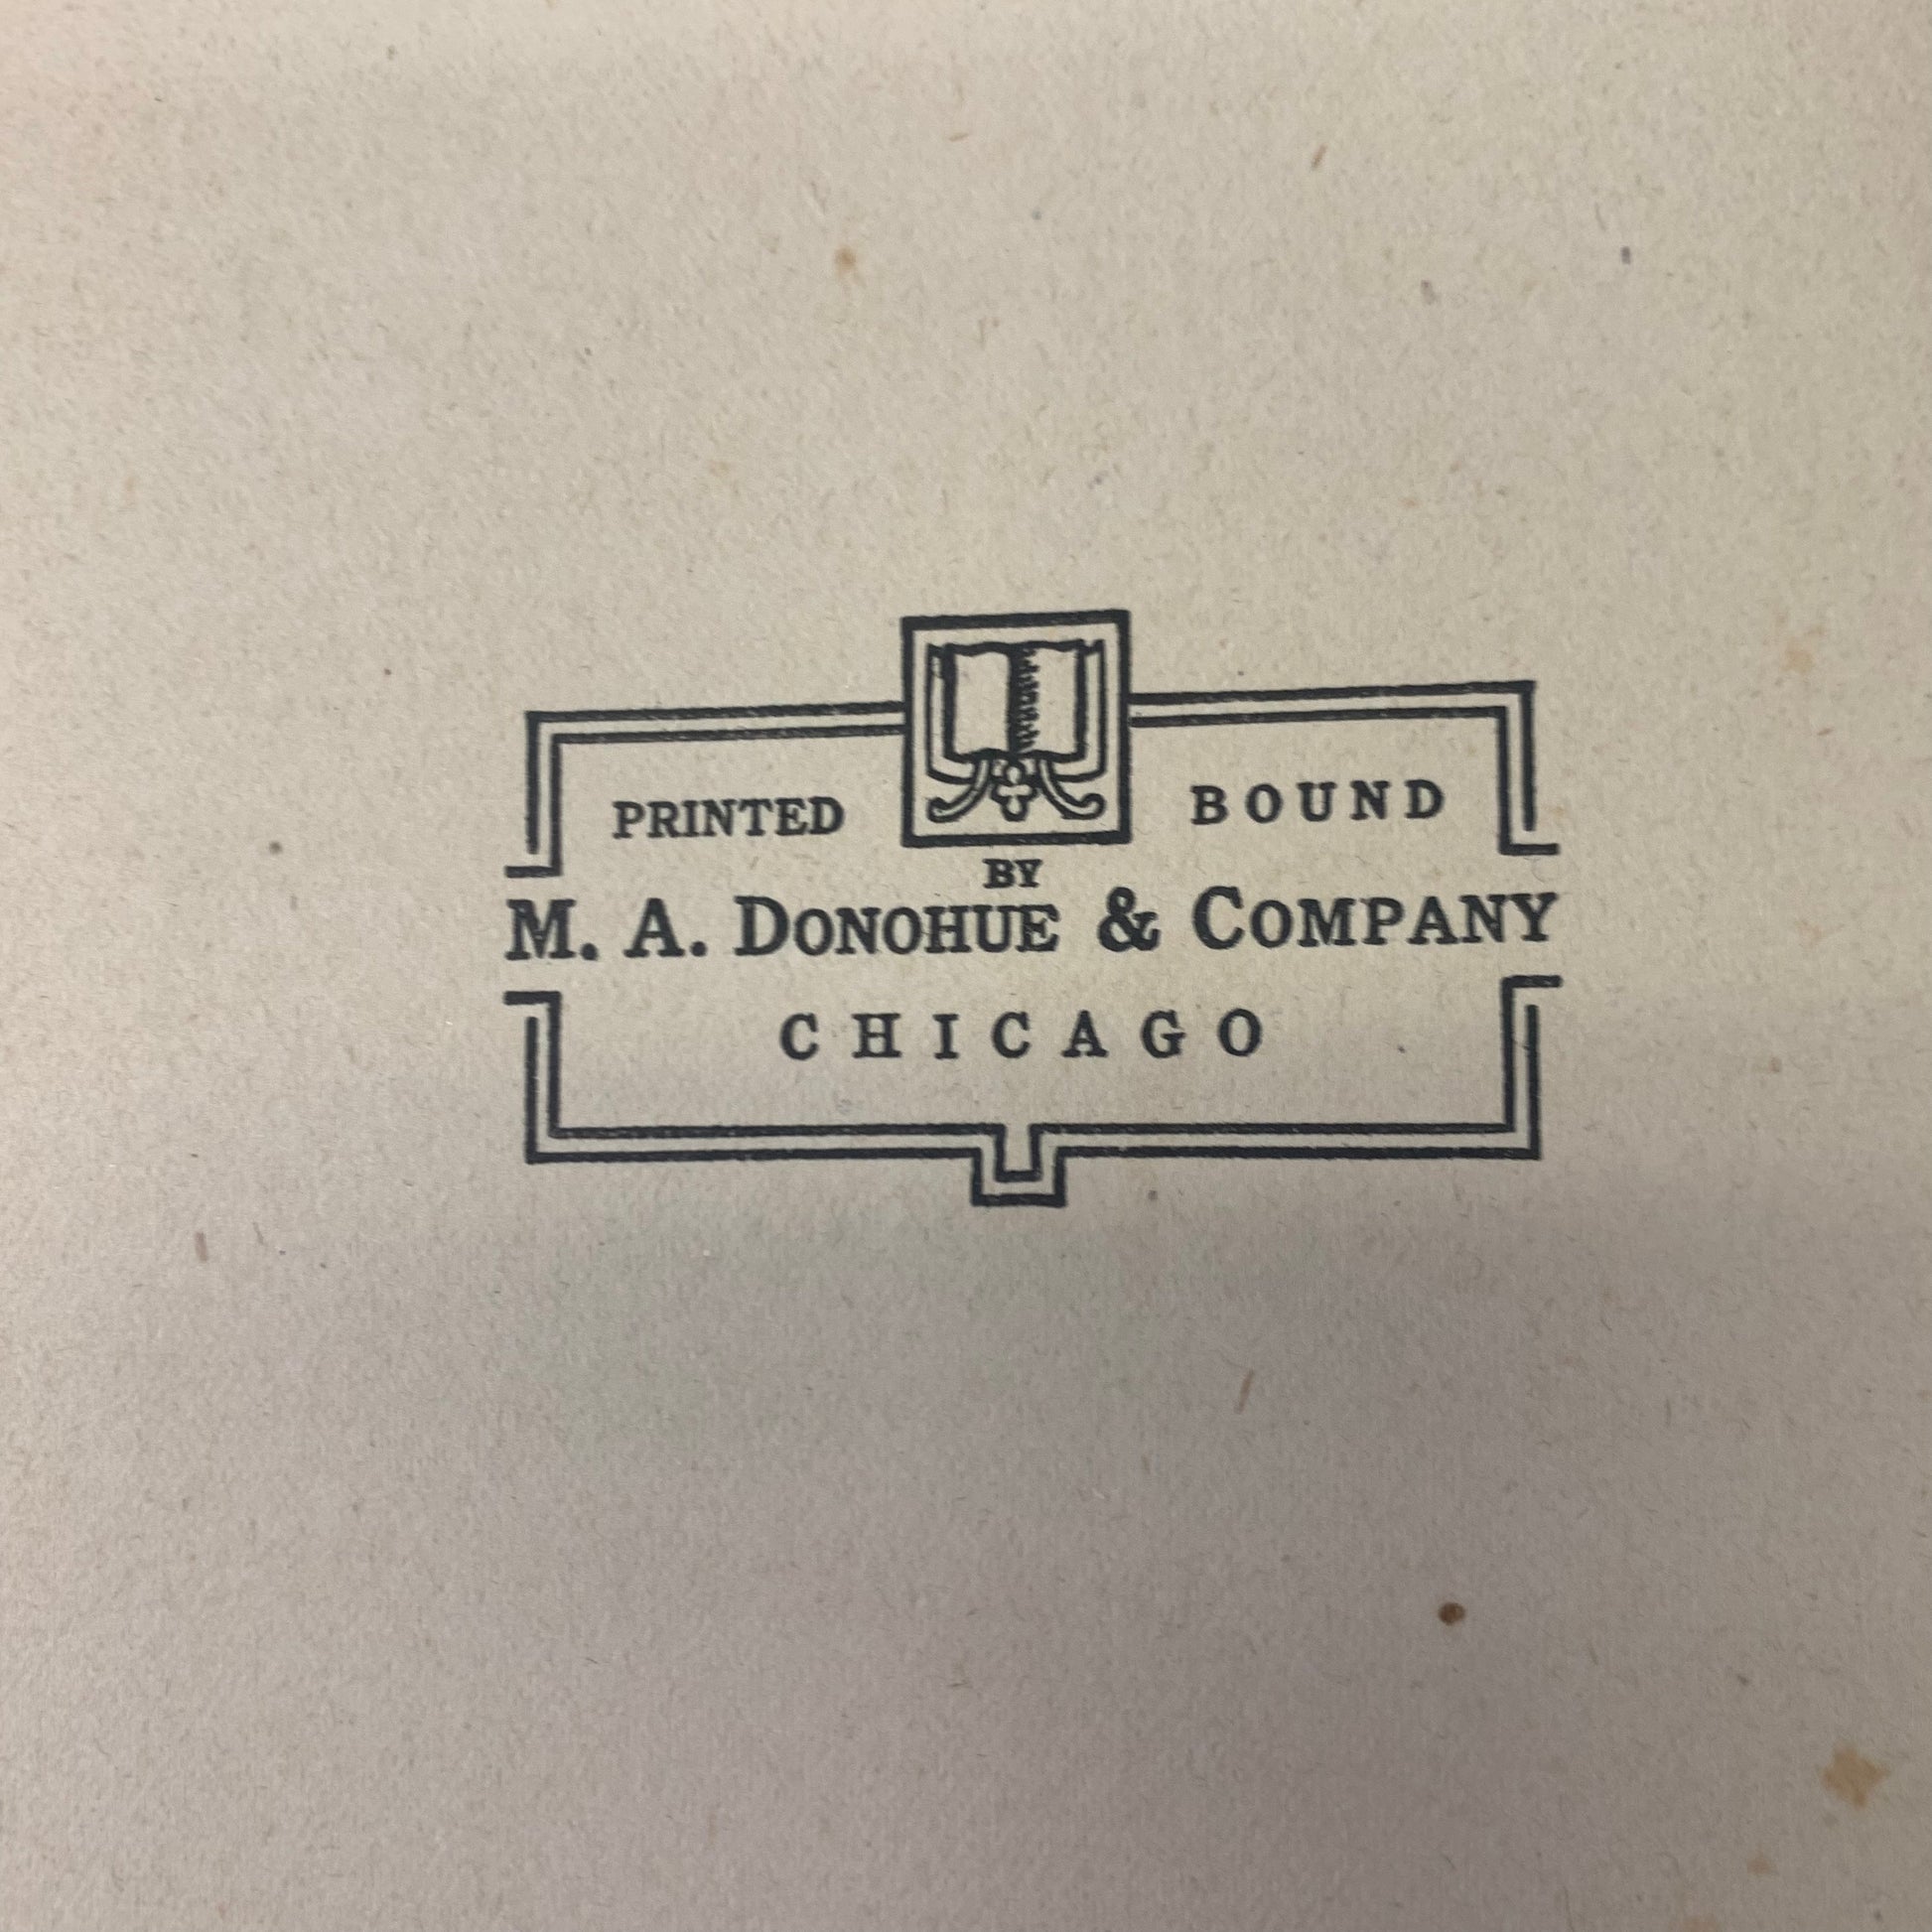 PRINTED BOUND
BY
M. A. DONOHUE & COMPANY
CHICAGO